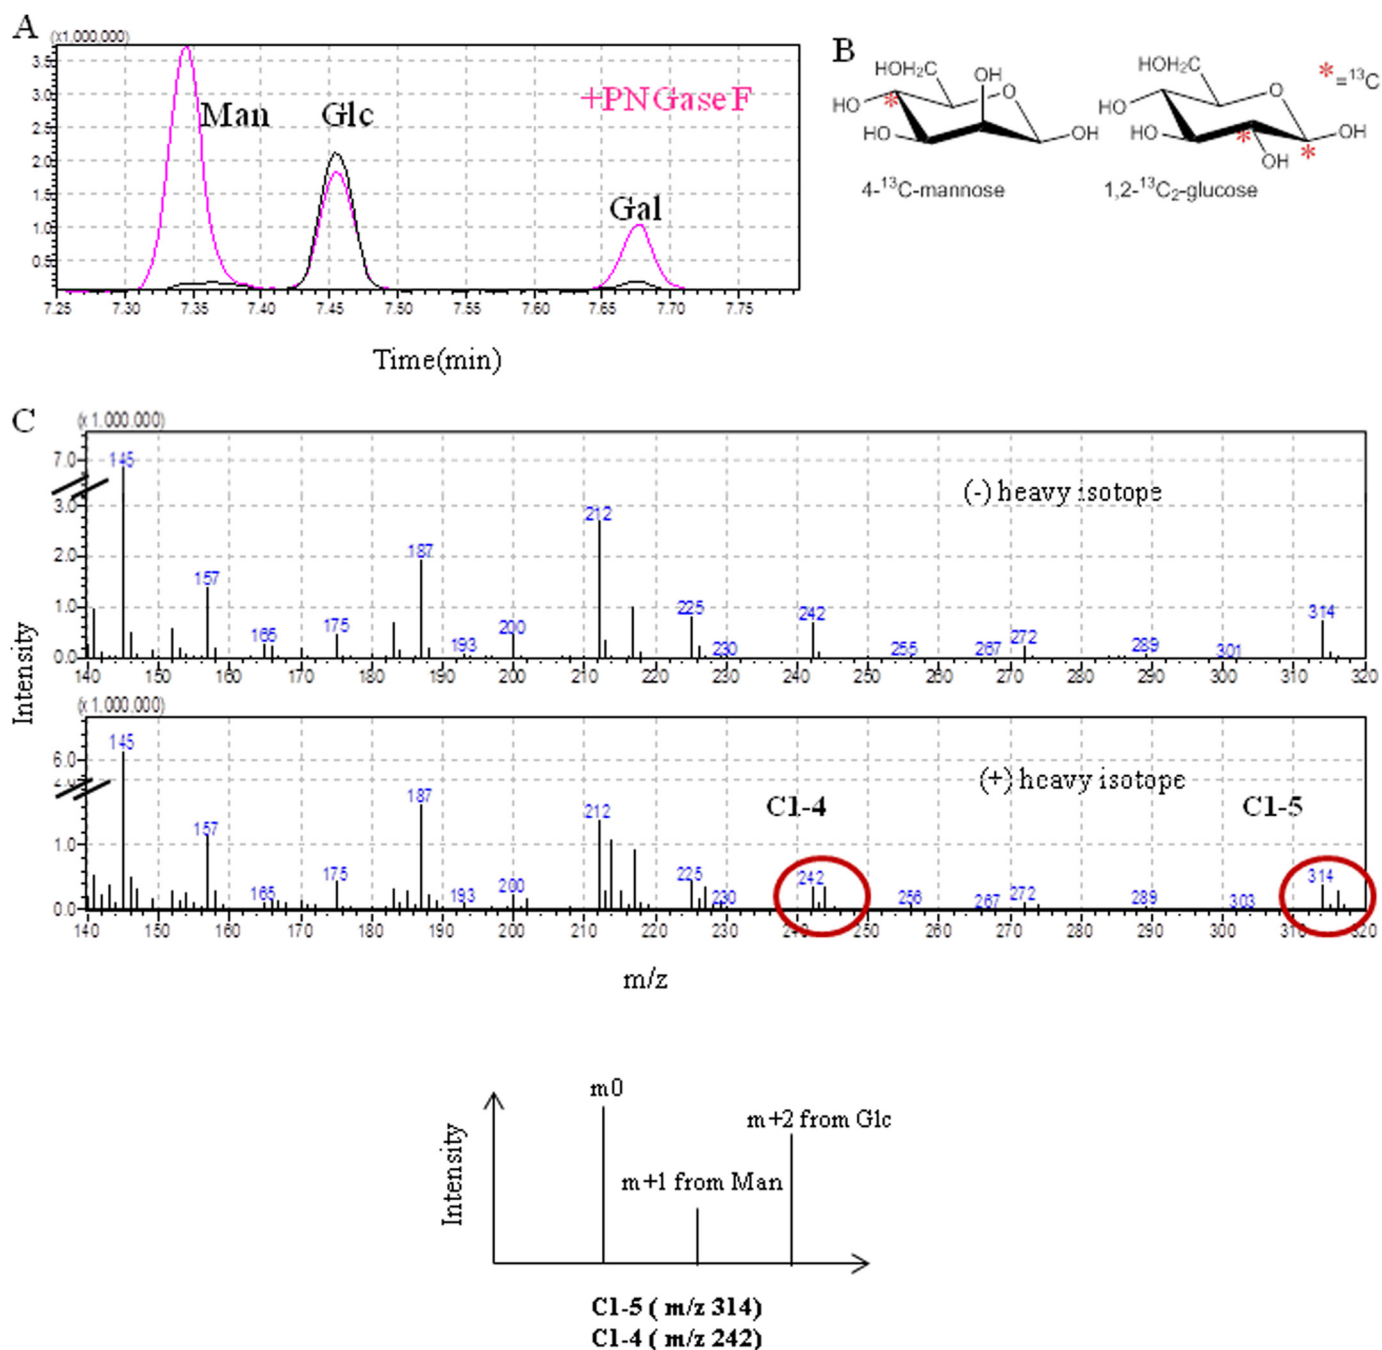 A
(x1.000.000)
3.5
3.0
2.5
2.0
1.5
1.0
0.5
Man
Glc
+PNGase F
Gal
7.25 7.30 7.35 7.40 7.45 7.50 7.55 7.60 7.65 7.70 7.75
Time(min)
B
HOH₂C
OH
O
HO
HO
OH
4-¹³C-mannose
HOH₂C
O
HO
HO
OH
OH
1,2-¹³C₂-glucose
* = ¹³C
C
(x 1.000.000)
7.0
3.0
2.0
1.0
0.0
145
157
166
175
187
193
200
212
225
230
242
255
267
272
289
301
314
(-) heavy isotope
140 150 160 170 180 190 200 210 220 230 240 250 260 270 280 290 300 310 320
Intensity
(x 1.000.000)
6.0
1.0
0.0
145
157
165
175
187
193
200
212
225
230
242
256
267
272
289
303
314
(+) heavy isotope
C1-4
C1-5
140 150 160 170 180 190 200 210 220 230 240 250 260 270 280 290 300 310 320
m/z
Intensity
m0
m+1 from Man
m+2 from Glc
C1-5 ( m/z 314)
C1-4 ( m/z 242)